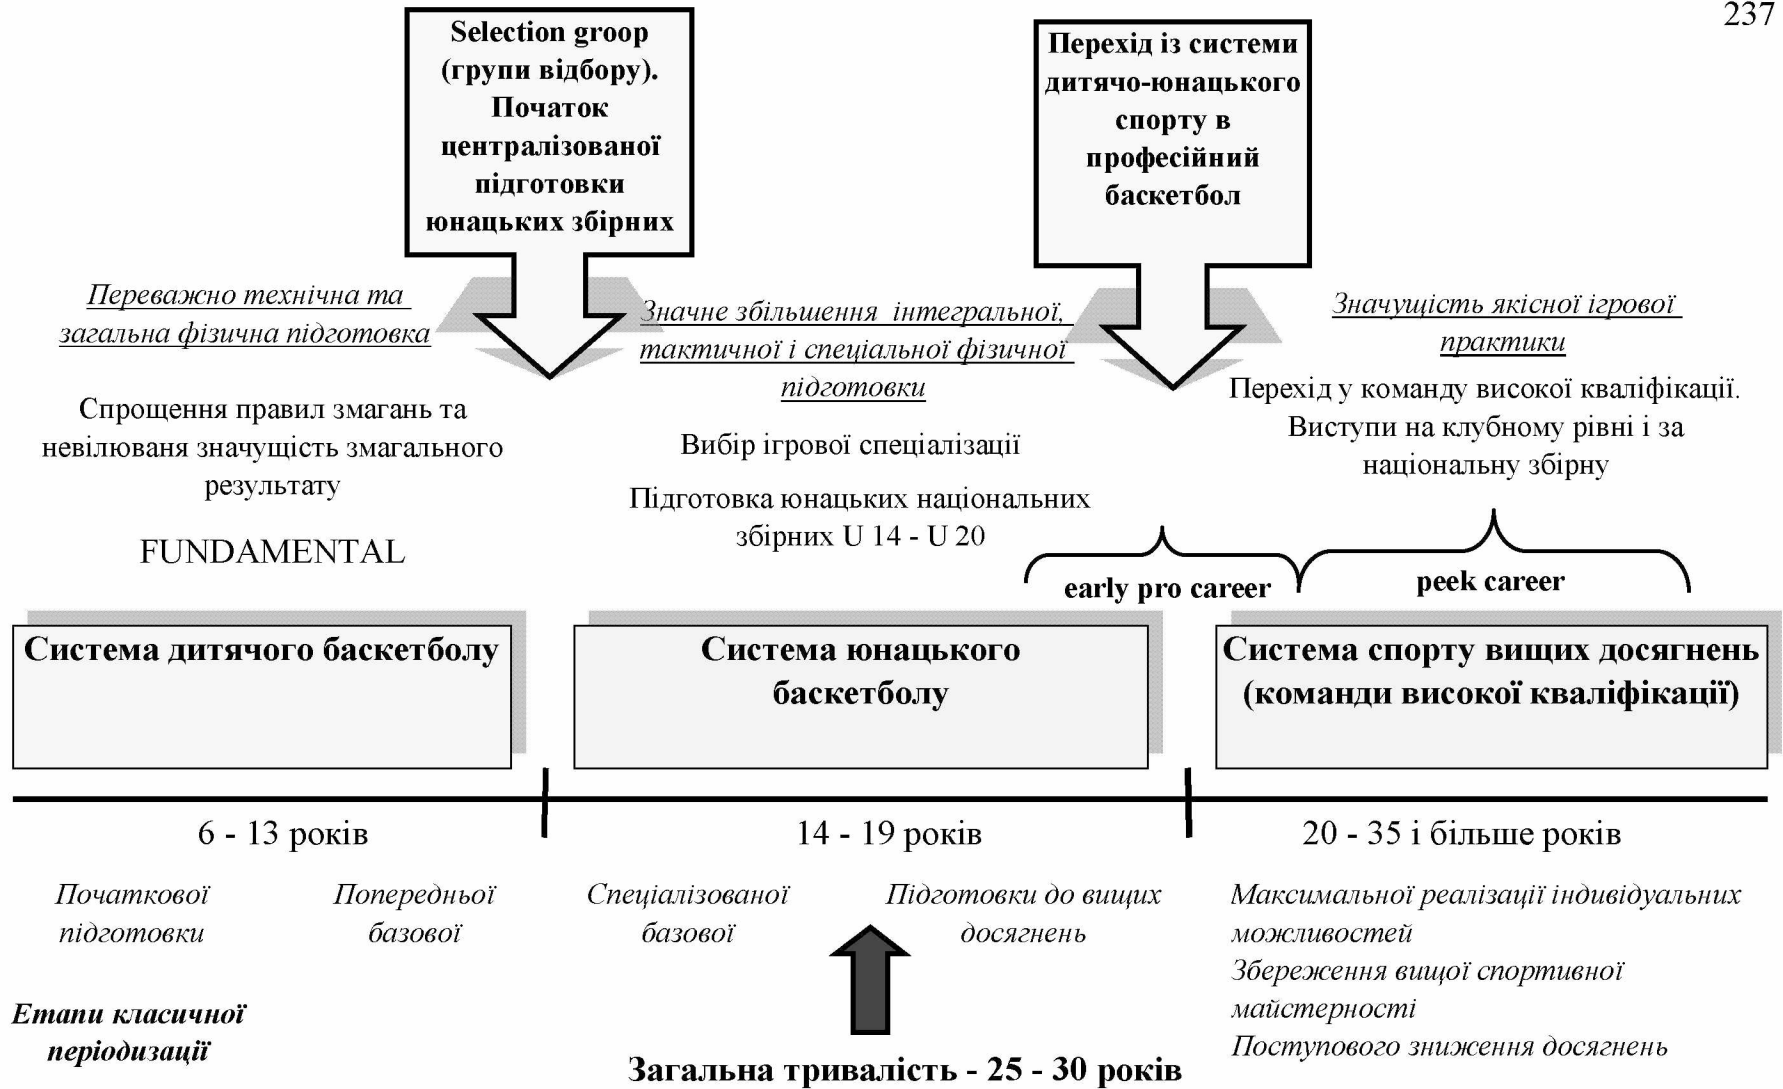 237
Selection groop
(групи відбору).
Початок
централізованої
підготовки
юнацьких збірних
Перехід із системи
дитячо-юнацького
спорту в
професійний
баскетбол
Переважно технічна та
загальна фізична підготовка
Значне збільшення інтегральної,
тактичної і спеціальної фізичної
підготовки
Значущість якісної ігрової
практики
Спрощення правил змагань та
невілюваня значущість змагального
результату
FUNDAMENTAL
Вибір ігрової спеціалізації
Підготовка юнацьких національних
збірних U 14 - U 20
Перехід у команду високої кваліфікації.
Виступи на клубному рівні і за
національну збірну
early pro career
peek career
Система дитячого баскетболу
Система юнацького
баскетболу
Система спорту вищих досягнень
(команди високої кваліфікації)
6 - 13 років
14 - 19 років
20 - 35 і більше років
Початкової
підготовки
Попередньої
базової
Спеціалізованої
базової
Підготовки до вищих
досягнень
Максимальної реалізації індивідуальних
можливостей
Збереження вищої спортивної
майстерності
Поступового зниження досягнень
Етапи класичної
періодизації
Загальна тривалість - 25 - 30 років